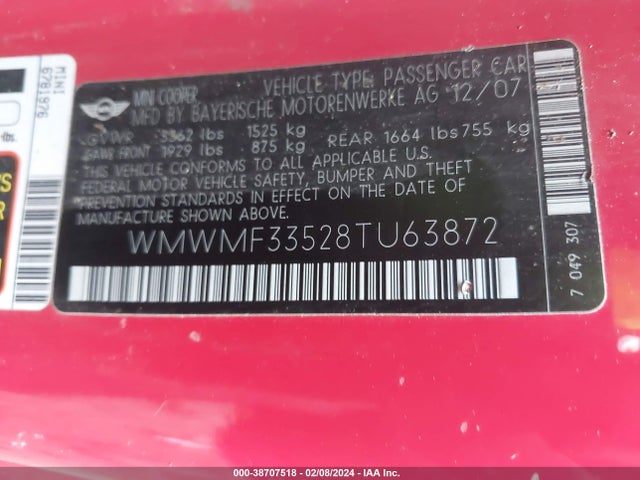 MINI COOPER
VEHICLE TYPE: PASSENGER CAR
MFD BY BAYERISCHE MOTORENWERKE AG 12/07
GVWR 3362 lbs 1525 kg
GAWR FRONT 1929 lbs 875 kg REAR 1664 lbs 755 kg
THIS VEHICLE CONFORMS TO ALL APPLICABLE U.S.
FEDERAL MOTOR VEHICLE SAFETY, BUMPER AND THEFT
PREVENTION STANDARDS IN EFFECT ON THE DATE OF
MANUFACTURE SHOWN ABOVE.
WMWMF33528TU63872
7 049 307
MINI
6781976
lbs.
S
R
000-38707518 - 02/08/2024 - IAA Inc.